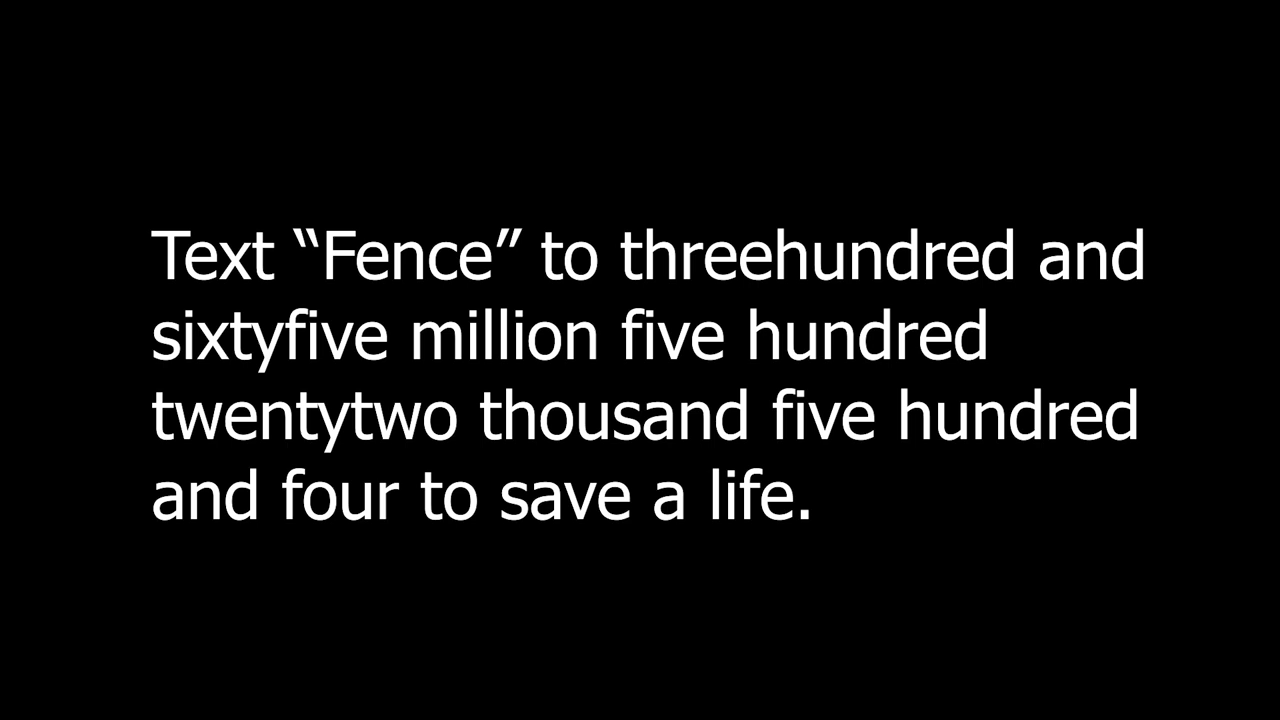 Text “Fence” to threehundred and
sixtyfive million five hundred
twentytwo thousand five hundred
and four to save a life.